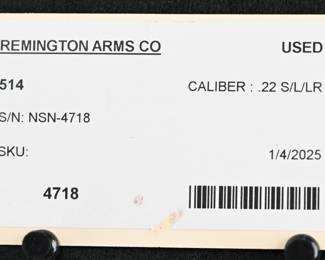 REMINGTON ARMS CO USED
514 CALIBER : .22 S/L/LR
S/N: NSN-4718
SKU: 1/4/2025
4718